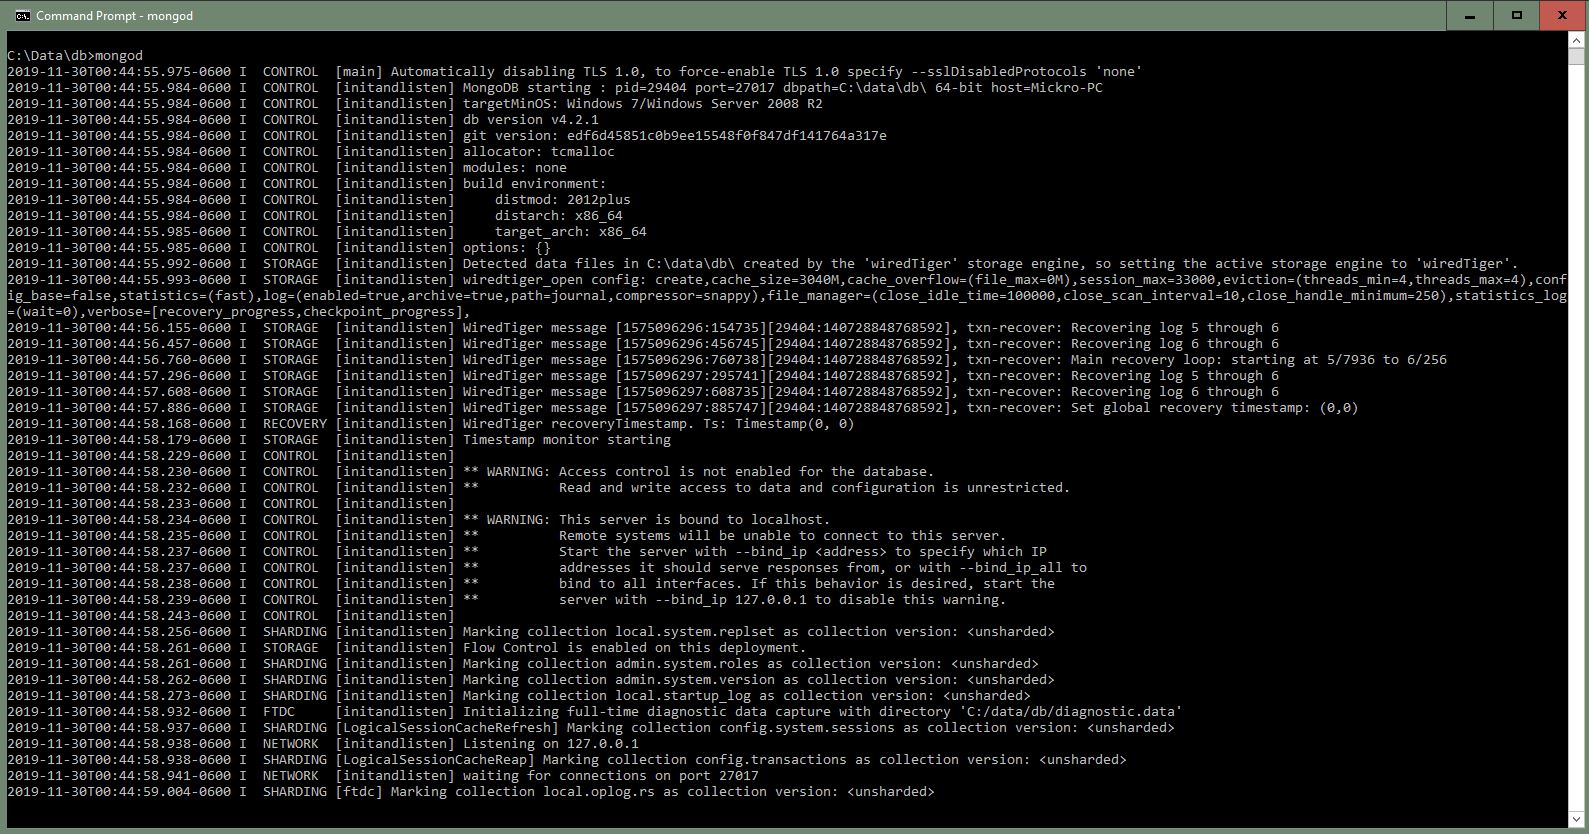 Command Prompt - mongod
C:\Data\db>mongod
2019-11-30T00:44:55.975-0600 I  CONTROL  [main] Automatically disabling TLS 1.0, to force-enable TLS 1.0 specify --sslDisabledProtocols 'none'
2019-11-30T00:44:55.984-0600 I  CONTROL  [initandlisten] MongoDB starting : pid=29404 port=27017 dbpath=C:\data\db\ 64-bit host=Mickro-PC
2019-11-30T00:44:55.984-0600 I  CONTROL  [initandlisten] targetMinOS: Windows 7/Windows Server 2008 R2
2019-11-30T00:44:55.984-0600 I  CONTROL  [initandlisten] db version v4.2.1
2019-11-30T00:44:55.984-0600 I  CONTROL  [initandlisten] git version: edf6d45851c0b9ee15548f0f847df141764a317e
2019-11-30T00:44:55.984-0600 I  CONTROL  [initandlisten] allocator: tcmalloc
2019-11-30T00:44:55.984-0600 I  CONTROL  [initandlisten] modules: none
2019-11-30T00:44:55.984-0600 I  CONTROL  [initandlisten] build environment:
2019-11-30T00:44:55.984-0600 I  CONTROL  [initandlisten]     distmod: 2012plus
2019-11-30T00:44:55.984-0600 I  CONTROL  [initandlisten]     distarch: x86_64
2019-11-30T00:44:55.985-0600 I  CONTROL  [initandlisten]     target_arch: x86_64
2019-11-30T00:44:55.985-0600 I  CONTROL  [initandlisten] options: {}
2019-11-30T00:44:55.992-0600 I  STORAGE  [initandlisten] Detected data files in C:\data\db\ created by the 'wiredTiger' storage engine, so setting the active storage engine to 'wiredTiger'.
2019-11-30T00:44:55.993-0600 I  STORAGE  [initandlisten] wiredtiger_open config: create,cache_size=3040M,cache_overflow=(file_max=0M),session_max=33000,eviction=(threads_min=4,threads_max=4),conf
ig_base=false,statistics=(fast),log=(enabled=true,archive=true,path=journal,compressor=snappy),file_manager=(close_idle_time=100000,close_scan_interval=10,close_handle_minimum=250),statistics_log
=(wait=0),verbose=[recovery_progress,checkpoint_progress],
2019-11-30T00:44:56.155-0600 I  STORAGE  [initandlisten] WiredTiger message [1575096296:154735][29404:140728848768592], txn-recover: Recovering log 5 through 6
2019-11-30T00:44:56.457-0600 I  STORAGE  [initandlisten] WiredTiger message [1575096296:456745][29404:140728848768592], txn-recover: Recovering log 6 through 6
2019-11-30T00:44:56.760-0600 I  STORAGE  [initandlisten] WiredTiger message [1575096296:760738][29404:140728848768592], txn-recover: Main recovery loop: starting at 5/7936 to 6/256
2019-11-30T00:44:57.296-0600 I  STORAGE  [initandlisten] WiredTiger message [1575096297:295741][29404:140728848768592], txn-recover: Recovering log 5 through 6
2019-11-30T00:44:57.608-0600 I  STORAGE  [initandlisten] WiredTiger message [1575096297:608735][29404:140728848768592], txn-recover: Recovering log 6 through 6
2019-11-30T00:44:57.886-0600 I  STORAGE  [initandlisten] WiredTiger message [1575096297:885747][29404:140728848768592], txn-recover: Set global recovery timestamp: (0,0)
2019-11-30T00:44:58.168-0600 I  RECOVERY [initandlisten] WiredTiger recoveryTimestamp. Ts: Timestamp(0, 0)
2019-11-30T00:44:58.179-0600 I  STORAGE  [initandlisten] Timestamp monitor starting
2019-11-30T00:44:58.229-0600 I  CONTROL  [initandlisten]
2019-11-30T00:44:58.230-0600 I  CONTROL  [initandlisten] ** WARNING: Access control is not enabled for the database.
2019-11-30T00:44:58.232-0600 I  CONTROL  [initandlisten] **          Read and write access to data and configuration is unrestricted.
2019-11-30T00:44:58.233-0600 I  CONTROL  [initandlisten]
2019-11-30T00:44:58.234-0600 I  CONTROL  [initandlisten] ** WARNING: This server is bound to localhost.
2019-11-30T00:44:58.235-0600 I  CONTROL  [initandlisten] **          Remote systems will be unable to connect to this server.
2019-11-30T00:44:58.237-0600 I  CONTROL  [initandlisten] **          Start the server with --bind_ip <address> to specify which IP
2019-11-30T00:44:58.237-0600 I  CONTROL  [initandlisten] **          addresses it should serve responses from, or with --bind_ip_all to
2019-11-30T00:44:58.238-0600 I  CONTROL  [initandlisten] **          bind to all interfaces. If this behavior is desired, start the
2019-11-30T00:44:58.239-0600 I  CONTROL  [initandlisten] **          server with --bind_ip 127.0.0.1 to disable this warning.
2019-11-30T00:44:58.243-0600 I  CONTROL  [initandlisten]
2019-11-30T00:44:58.256-0600 I  SHARDING [initandlisten] Marking collection local.system.replset as collection version: <unsharded>
2019-11-30T00:44:58.261-0600 I  STORAGE  [initandlisten] Flow Control is enabled on this deployment.
2019-11-30T00:44:58.261-0600 I  SHARDING [initandlisten] Marking collection admin.system.roles as collection version: <unsharded>
2019-11-30T00:44:58.262-0600 I  SHARDING [initandlisten] Marking collection admin.system.version as collection version: <unsharded>
2019-11-30T00:44:58.273-0600 I  SHARDING [initandlisten] Marking collection local.startup_log as collection version: <unsharded>
2019-11-30T00:44:58.932-0600 I  FTDC     [initandlisten] Initializing full-time diagnostic data capture with directory 'C:/data/db/diagnostic.data'
2019-11-30T00:44:58.937-0600 I  SHARDING [LogicalSessionCacheRefresh] Marking collection config.system.sessions as collection version: <unsharded>
2019-11-30T00:44:58.938-0600 I  NETWORK  [initandlisten] Listening on 127.0.0.1
2019-11-30T00:44:58.938-0600 I  SHARDING [LogicalSessionCacheReap] Marking collection config.transactions as collection version: <unsharded>
2019-11-30T00:44:58.941-0600 I  NETWORK  [initandlisten] waiting for connections on port 27017
2019-11-30T00:44:59.004-0600 I  SHARDING [ftdc] Marking collection local.oplog.rs as collection version: <unsharded>